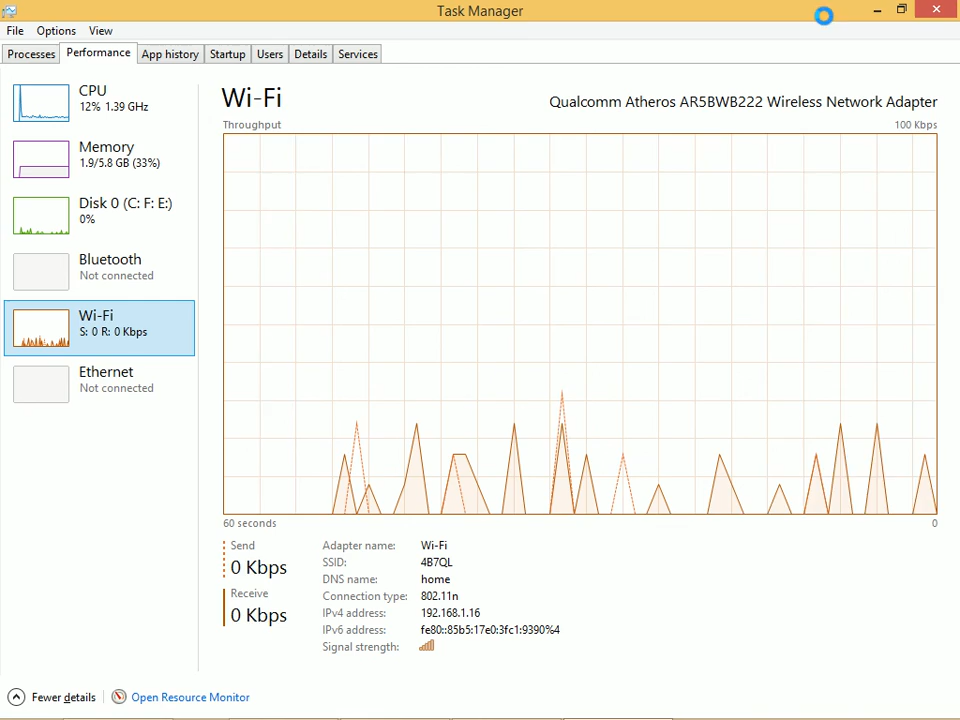 Task Manager
File Options View
Processes Performance App history Startup Users Details Services
CPU
12% 1.39 GHz
Memory
1.9/5.8 GB (33%)
Disk 0 (C: F: E:)
0%
Bluetooth
Not connected
Wi-Fi
S: 0 R: 0 Kbps
Ethernet
Not connected
Wi-Fi
Qualcomm Atheros AR5BWB222 Wireless Network Adapter
Throughput 100 Kbps
60 seconds 0
Send
0 Kbps
Receive
0 Kbps
Adapter name: Wi-Fi
SSID: 4B7QL
DNS name: home
Connection type: 802.11n
IPv4 address: 192.168.1.16
IPv6 address: fe80::85b5:17e0:3fc1:9390%4
Signal strength:
Fewer details Open Resource Monitor